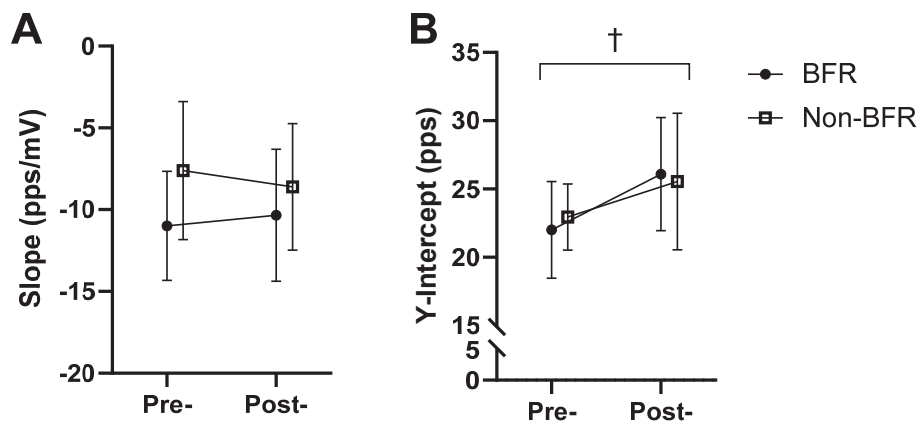 A
Slope (pps/mV)
0
-5
-10
-15
-20
Pre-
Post-
B
Y-Intercept (pps)
35
30
25
20
15
5
0
†
Pre-
Post-
BFR
Non-BFR